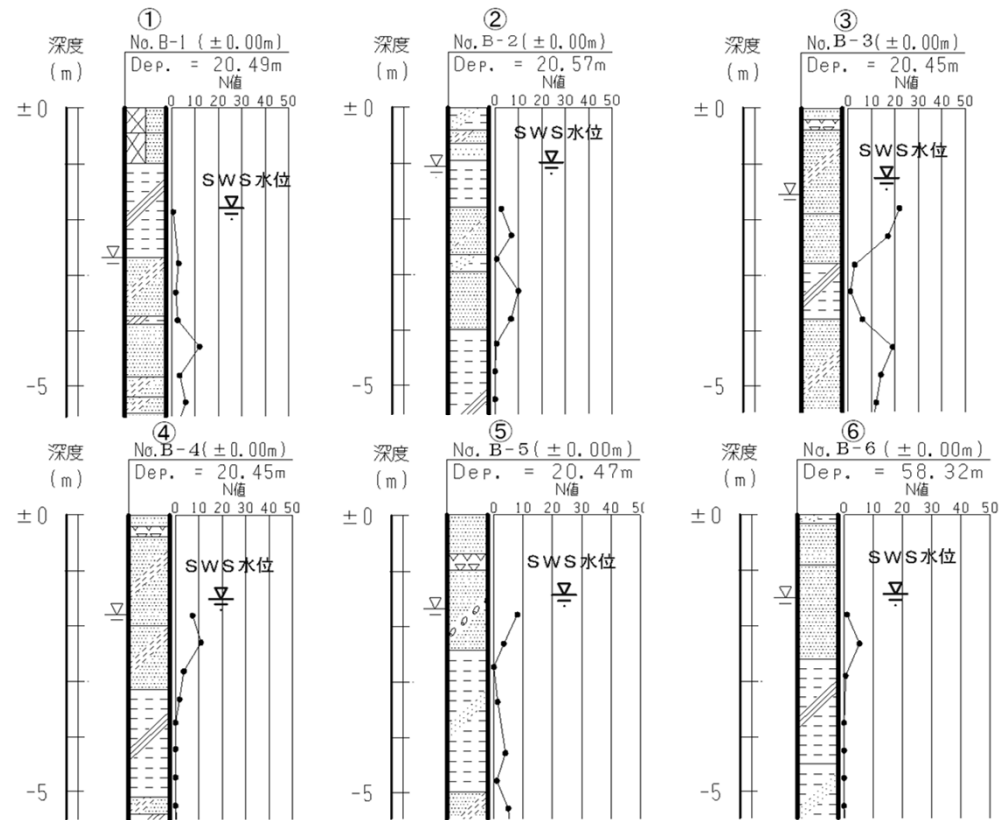 ①
深度
(m)
No. B-1 (±0.00m)
Dep. = 20.49m
N値
0 10 20 30 40 50
±0
SWS水位
-5
②
深度
(m)
No. B-2(±0.00m)
Dep. = 20.57m
N値
0 10 20 30 40 50
±0
SWS水位
-5
③
深度
(m)
No. B-3(±0.00m)
Dep. = 20.45m
N値
0 10 20 30 40 50
±0
SWS水位
-5
④
深度
(m)
No. B-4(±0.00m)
Dep. = 20.45m
N値
0 10 20 30 40 50
±0
SWS水位
-5
⑤
深度
(m)
No. B-5(±0.00m)
Dep. = 20.47m
N値
0 10 20 30 40 50
±0
SWS水位
-5
⑥
深度
(m)
No. B-6 (±0.00m)
Dep. = 58.32m
N値
0 10 20 30 40 50
±0
SWS水位
-5